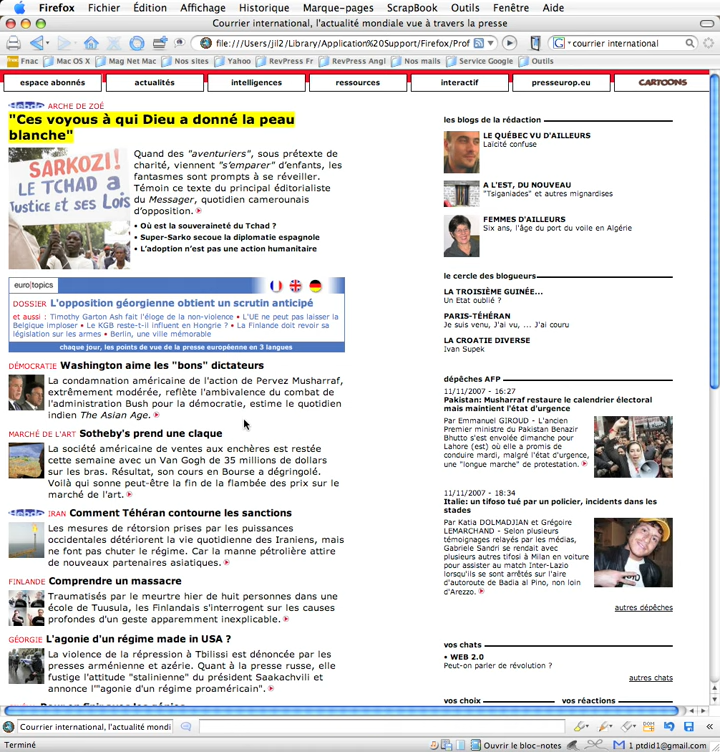 Firefox Fichier Édition Affichage Historique Marque-pages ScrapBook Outils Fenêtre Aide
Courrier international, l'actualité mondiale vue à travers la presse
file:///Users/jil2/Library/Application%20Support/Firefox/Prof
courrier international
Fnac Mac OS X Mag Net Mac Nos sites Yahoo RevPress Fr RevPress Angl Nos mails Service Google Outils
espace abonnés actualités intelligences ressources interactif presseurop.eu CARTOONS
Hebdo ARCHE DE ZOÉ
"Ces voyous à qui Dieu a donné la peau
blanche"
SARKOZI!
LE TCHAD a
Justice et ses Lois
Quand des "aventuriers", sous prétexte de
charité, viennent "s'emparer" d'enfants, les
fantasmes sont prompts à se réveiller.
Témoin ce texte du principal éditorialiste
du Messager, quotidien camerounais
d'opposition.
• Où est la souveraineté du Tchad ?
• Super-Sarko secoue la diplomatie espagnole
• L'adoption n'est pas une action humanitaire
euro|topics
DOSSIER L'opposition géorgienne obtient un scrutin anticipé
et aussi : Timothy Garton Ash fait l'éloge de la non-violence • L'UE ne peut pas laisser la
Belgique imploser • Le KGB reste-t-il influent en Hongrie ? • La Finlande doit revoir sa
législation sur les armes • Berlin, une ville mémorable
chaque jour, les points de vue de la presse européenne en 3 langues
DÉMOCRATIE Washington aime les "bons" dictateurs
La condamnation américaine de l'action de Pervez Musharraf,
extrêmement modérée, reflète l'ambivalence du combat de
l'administration Bush pour la démocratie, estime le quotidien
indien The Asian Age.
MARCHÉ DE L'ART Sotheby's prend une claque
La société américaine de ventes aux enchères est restée
cette semaine avec un Van Gogh de 35 millions de dollars
sur les bras. Résultat, son cours en Bourse a dégringolé.
Voilà qui sonne peut-être la fin de la flambée des prix sur le
marché de l'art.
Hebdo IRAN Comment Téhéran contourne les sanctions
Les mesures de rétorsion prises par les puissances
occidentales détériorent la vie quotidienne des Iraniens, mais
ne font pas chuter le régime. Car la manne pétrolière attire
de nouveaux partenaires asiatiques.
FINLANDE Comprendre un massacre
Traumatisés par le meurtre hier de huit personnes dans une
école de Tuusula, les Finlandais s'interrogent sur les causes
profondes d'un geste apparemment inexplicable.
GÉORGIE L'agonie d'un régime made in USA ?
La violence de la répression à Tbilissi est dénoncée par les
presses arménienne et azérie. Quant à la presse russe, elle
fustige l'attitude "stalinienne" du président Saakachvili et
annonce l'"agonie d'un régime proaméricain".
les blogs de la rédaction
LE QUÉBEC VU D'AILLEURS
Laïcité confuse
A L'EST, DU NOUVEAU
"Tsiganiades" et autres mignardises
FEMMES D'AILLEURS
Six ans, l'âge du port du voile en Algérie
le cercle des blogueurs
LA TROISIÈME GUINÉE...
Un Etat oublié ?
PARIS-TÉHÉRAN
Je suis venu, J'ai vu, ... J'ai couru
LA CROATIE DIVERSE
Ivan Supek
dépêches AFP
11/11/2007 - 16:27
Pakistan: Musharraf restaure le calendrier électoral
mais maintient l'état d'urgence
Par Emmanuel GIROUD - L'ancien
Premier ministre du Pakistan Benazir
Bhutto s'est envolée dimanche pour
Lahore (est) où elle a promis de
conduire mardi, malgré l'état d'urgence,
une "longue marche" de protestation.
11/11/2007 - 18:34
Italie: un tifoso tué par un policier, incidents dans les
stades
Par Katia DOLMADJIAN et Grégoire
LEMARCHAND - Selon plusieurs
témoignages relayés par les médias,
Gabriele Sandri se rendait avec
plusieurs autres tifosi à Milan en voiture
pour assister au match Inter-Lazio
lorsqu'ils se sont arrêtés sur l'aire
d'autoroute de Badia al Pino, non loin
d'Arezzo.
autres dépêches
vos chats
• WEB 2.0
Peut-on parler de révolution ?
autres chats
vos choix vos réactions
Courrier international, l'actualité mondi
Terminé
Ouvrir le bloc-notes
1 ptdid1@gmail.com